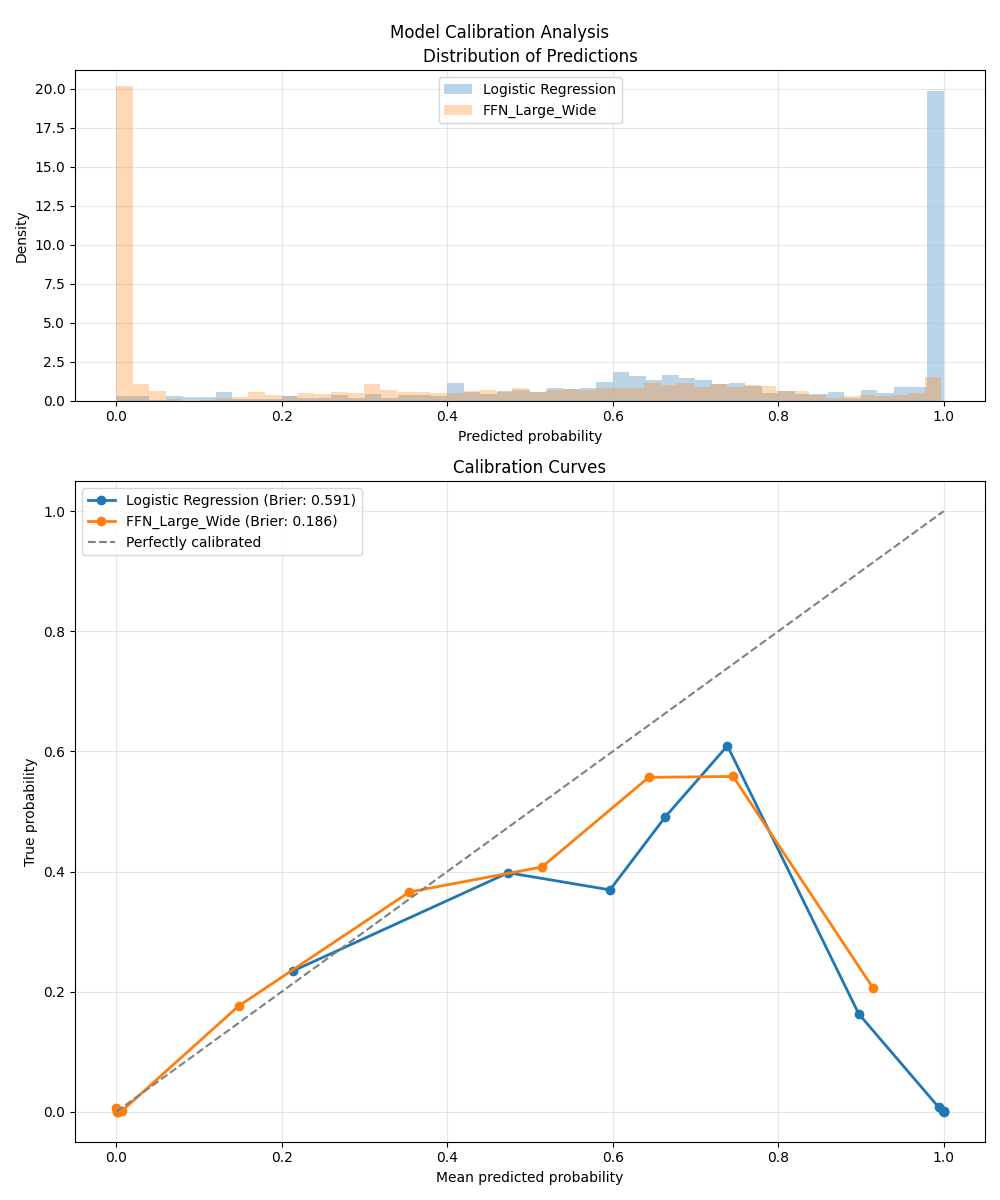 Model Calibration Analysis
Distribution of Predictions
Logistic Regression
FFN_Large_Wide
20.0
17.5
15.0
12.5
10.0
7.5
5.0
2.5
0.0
Density
0.0 0.2 0.4 0.6 0.8 1.0
Predicted probability
Calibration Curves
Logistic Regression (Brier: 0.591)
FFN_Large_Wide (Brier: 0.186)
Perfectly calibrated
1.0
0.8
0.6
0.4
0.2
0.0
True probability
0.0 0.2 0.4 0.6 0.8 1.0
Mean predicted probability